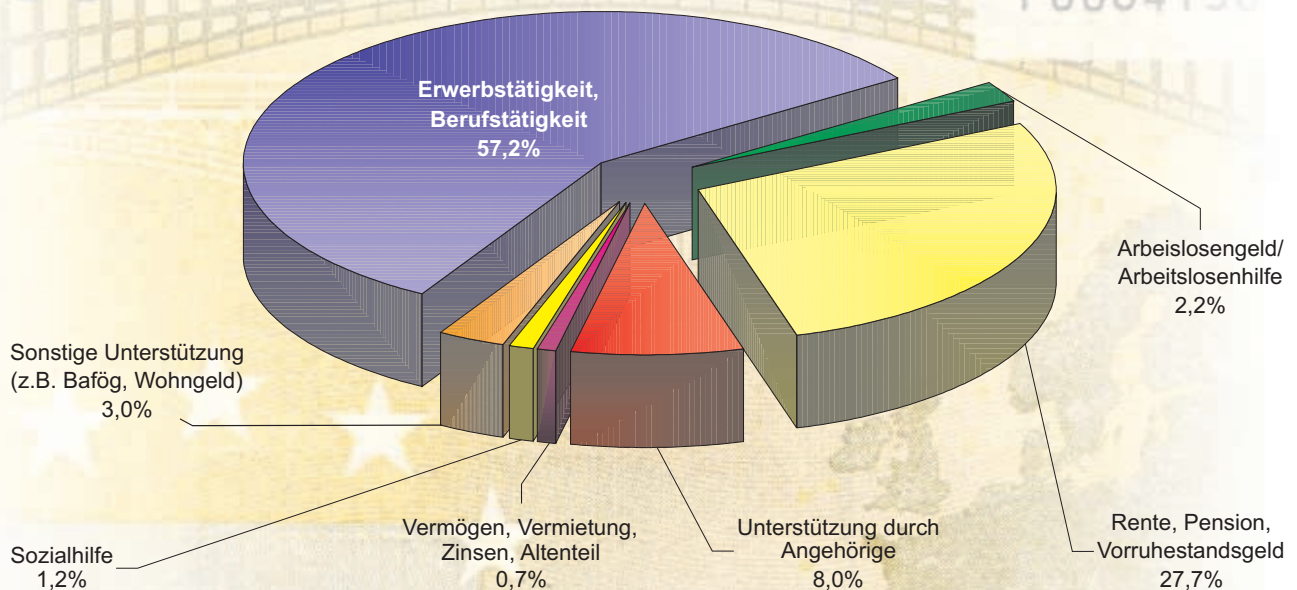 Erwerbstätigkeit,
Berufstätigkeit
57,2%
Arbeislosengeld/
Arbeitslosenhilfe
2,2%
Sonstige Unterstützung
(z.B. Bafög, Wohngeld)
3,0%
Sozialhilfe
1,2%
Vermögen, Vermietung,
Zinsen, Altenteil
0,7%
Unterstützung durch
Angehörige
8,0%
Rente, Pension,
Vorruhestandsgeld
27,7%